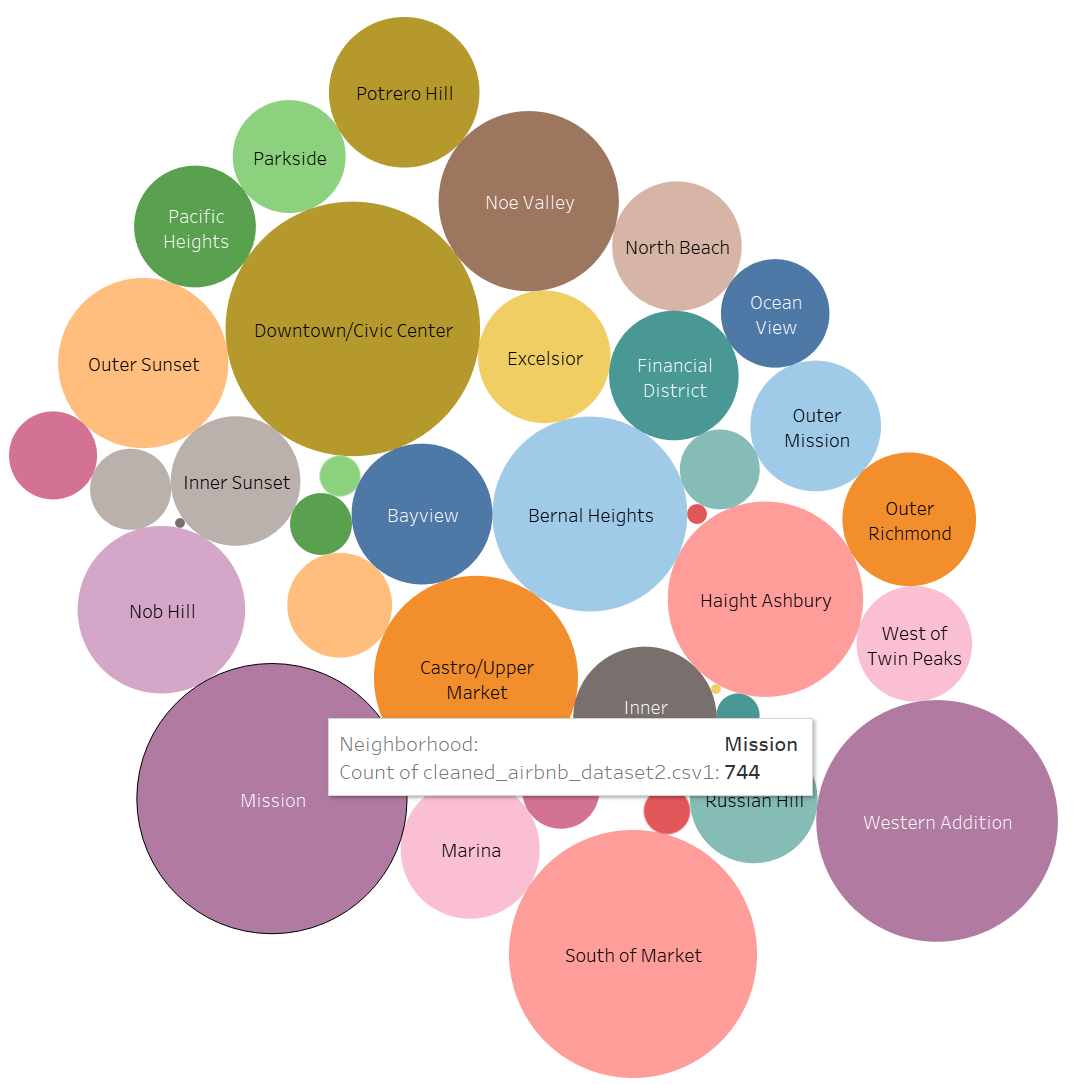 Potrero Hill
Parkside
Noe Valley
Pacific
Heights
North Beach
Ocean
View
Downtown/Civic Center
Excelsior
Outer Sunset
Financial
District
Outer
Mission
Inner Sunset
Bayview
Bernal Heights
Outer
Richmond
Nob Hill
Haight Ashbury
West of
Twin Peaks
Castro/Upper
Market
Inner
Neighborhood: Mission
Count of cleaned_airbnb_dataset2.csv1: 744
Mission
Russian Hill
Western Addition
Marina
South of Market